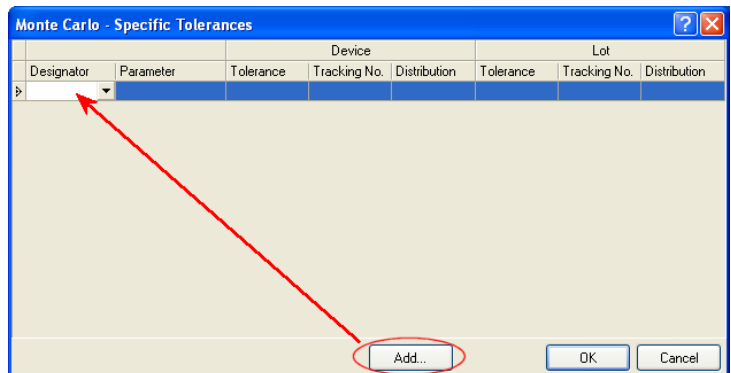 Monte Carlo - Specific Tolerances
Device Lot
Designator Parameter Tolerance Tracking No. Distribution Tolerance Tracking No. Distribution
Add... OK Cancel